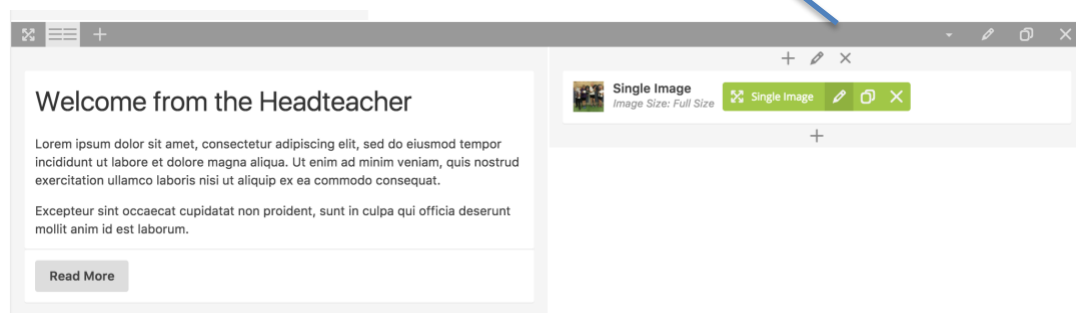 Welcome from the Headteacher
Lorem ipsum dolor sit amet, consectetur adipiscing elit, sed do eiusmod tempor
incididunt ut labore et dolore magna aliqua. Ut enim ad minim veniam, quis nostrud
exercitation ullamco laboris nisi ut aliquip ex ea commodo consequat.
Excepteur sint occaecat cupidatat non proident, sunt in culpa qui officia deserunt
mollit anim id est laborum.
Read More
Single Image
Image Size: Full Size
Single Image